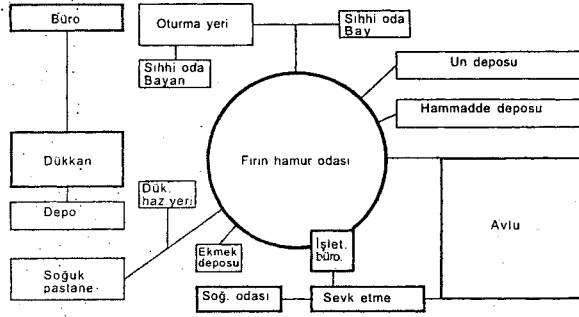 Büro
Oturma yeri
Sıhhi oda
Bay
Sıhhi oda
Bayan
Un deposu
Hammadde deposu
Dükkan
Fırın hamur odası
Dük.
haz yeri
Depo
Avlu
Ekmek
deposu
İşlet.
büro.
Soğuk
pastane
Soğ. odası
Sevk etme